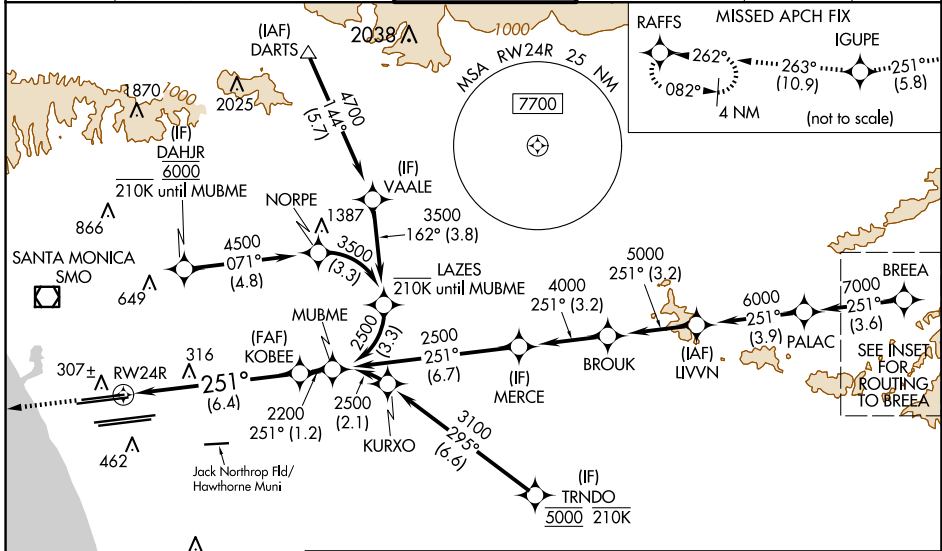 (IAF)
DARTS
2038
1000
4700
144°
(5.7)
2025
1870
1000
(IF)
DAHJR
6000
210K until MUBME
866
NORPE
1387
(IF)
VAALE
3500
162° (3.8)
SANTA MONICA
SMO
649
4500
071°
(4.8)
3500
(3.3)
LAZES
210K until MUBME
MUBME
2500
(3.3)
(FAF)
KOBEE
307±
RW24R
316
251°
(6.4)
2200
251° (1.2)
2500
(2.1)
KURXO
2500
251°
(6.7)
(IF)
MERCE
4000
251° (3.2)
BROUK
5000
251° (3.2)
(IAF)
LIVVN
6000
251°
(3.9)
PALAC
7000
251°
(3.6)
BREEA
SEE INSET
FOR
ROUTING
TO BREEA
3100
295°
(6.6)
(IF)
TRNDO
5000 210K
462
Jack Northrop Fld/
Hawthorne Muni
MSA RW24R 25 NM
7700
MISSED APCH FIX
RAFFS
262°
082°
4 NM
263°
(10.9)
IGUPE
251°
(5.8)
(not to scale)